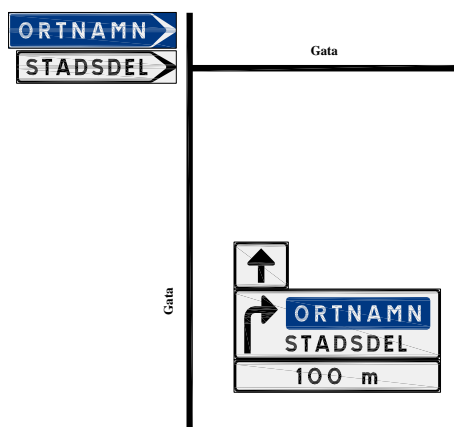 ORTNAMN
STADSDEL
Gata
Gata
ORTNAMN
STADSDEL
100 m